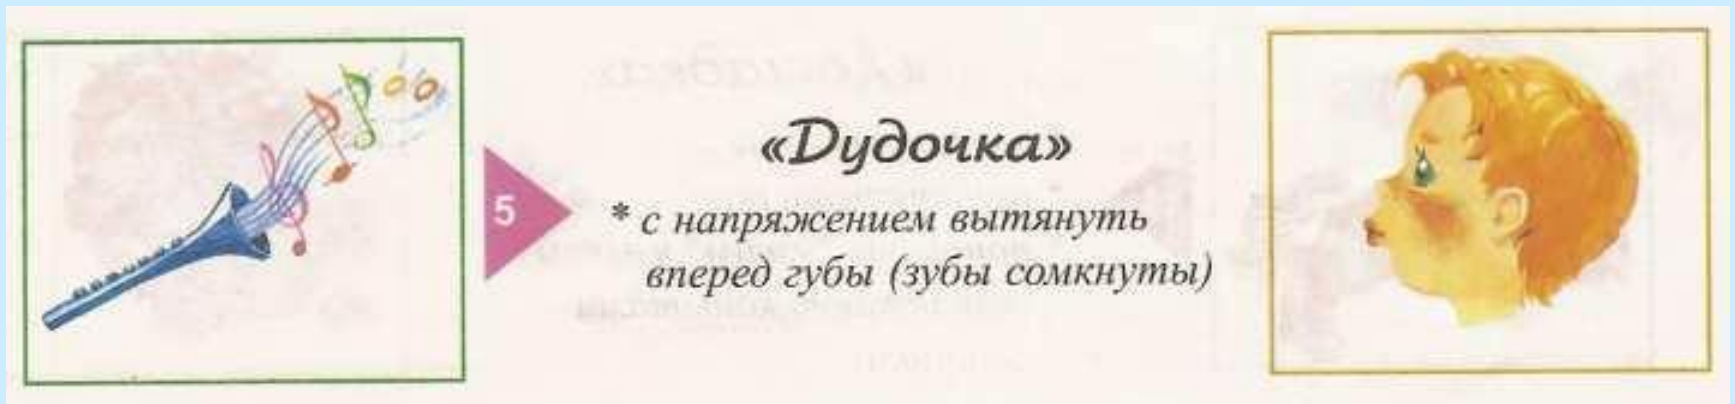 5
«Дудочка»
* с напряжением вытянуть
вперед губы (зубы сомкнуты)